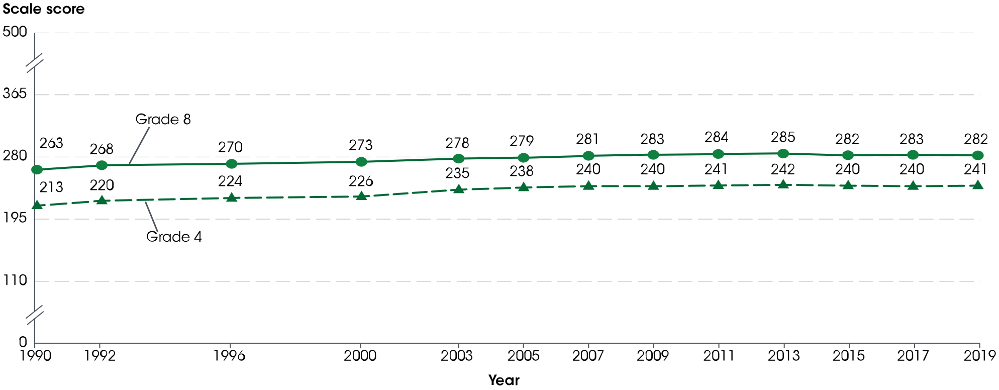 Scale score
500
365
Grade 8
263 268 270 273 278 279 281 283 284 285 282 283 282
280
213 220 224 226 235 238 240 240 241 242 240 240 241
195
Grade 4
110
0
1990 1992 1996 2000 2003 2005 2007 2009 2011 2013 2015 2017 2019
Year